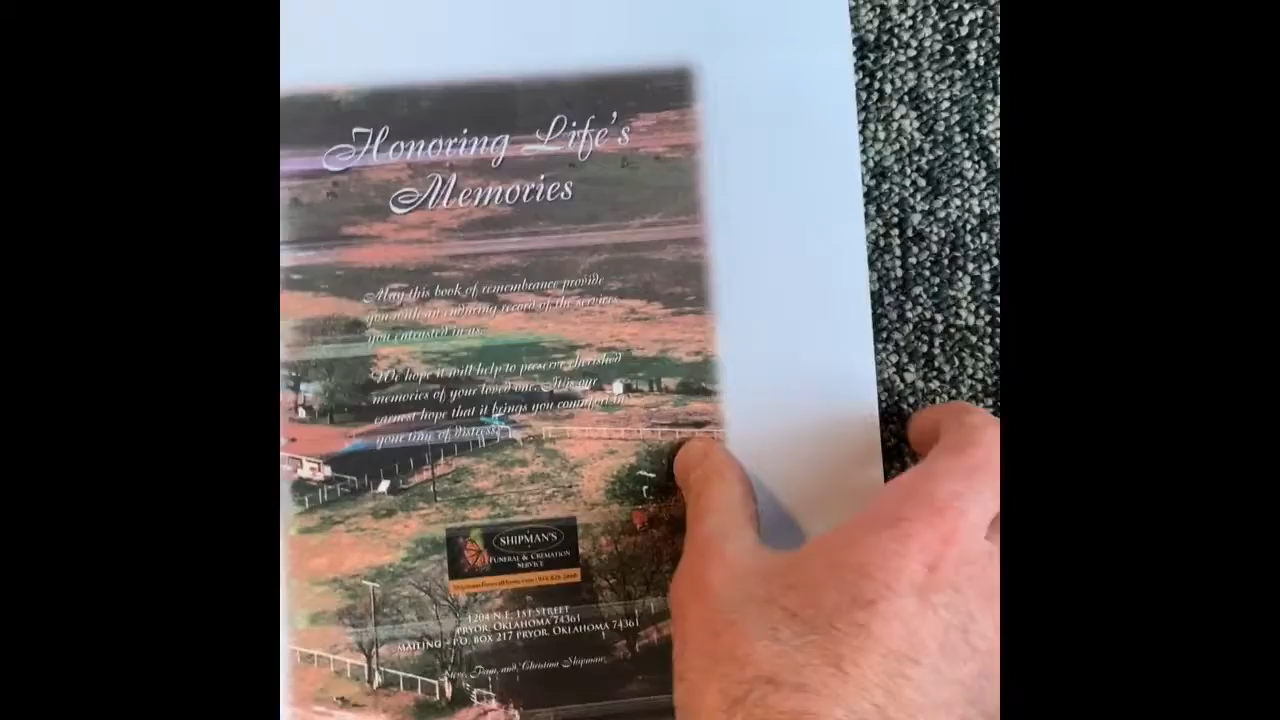 Honoring Life's
Memories
May this book of remembrance provide
you with an enduring record of the services
you entrusted in us.
We hope it will help to preserve cherished
memories of your loved one. It is our
earnest hope that it brings you comfort in
your time of distress.
SHIPMAN'S
FUNERAL & CREMATION
SERVICE
1204 N.E. 1ST STREET
PRYOR, OKLAHOMA 74361
MAILING - P.O. BOX 217 PRYOR, OKLAHOMA 74361
Steve, Pam, and Christina Shipman